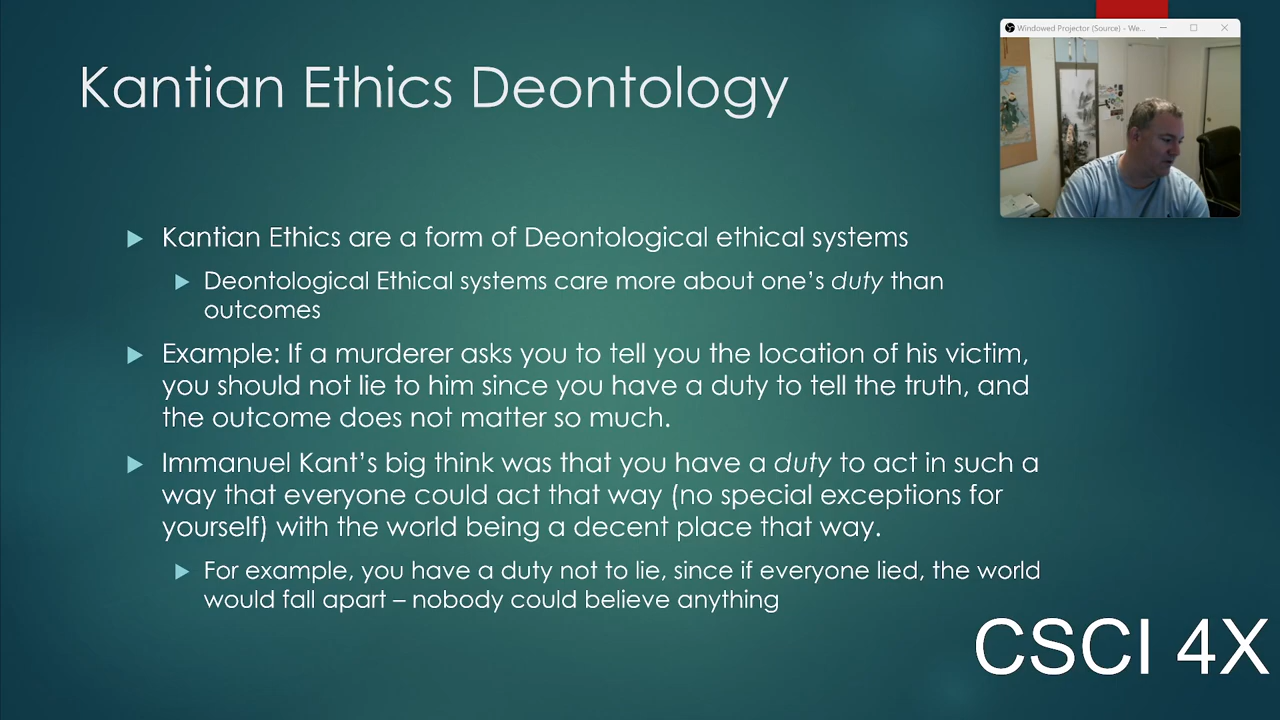 Windowed Projector (Source) - We...
Kantian Ethics Deontology
Kantian Ethics are a form of Deontological ethical systems
Deontological Ethical systems care more about one's duty than
outcomes
Example: If a murderer asks you to tell you the location of his victim,
you should not lie to him since you have a duty to tell the truth, and
the outcome does not matter so much.
Immanuel Kant's big think was that you have a duty to act in such a
way that everyone could act that way (no special exceptions for
yourself) with the world being a decent place that way.
For example, you have a duty not to lie, since if everyone lied, the world
would fall apart – nobody could believe anything
CSCI 4X